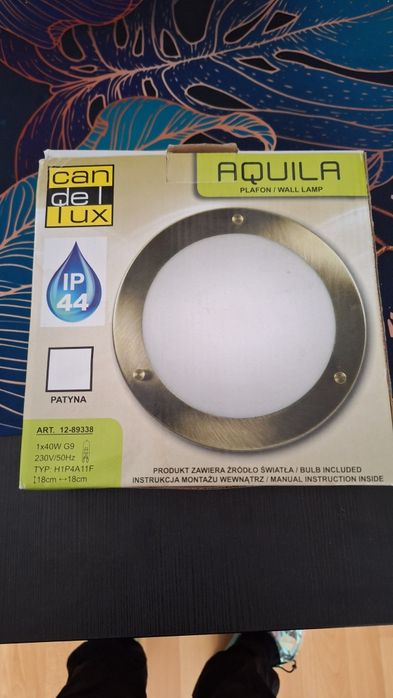 can
del
lux
AQUILA
PLAFON / WALL LAMP
IP
44
PATYNA
ART. 12-89338
1x40W G9
230V/50Hz
TYP: H1P4A11F
↕18cm ↔18cm
PRODUKT ZAWIERA ŹRÓDŁO ŚWIATŁA / BULB INCLUDED
INSTRUKCJA MONTAŻU WEWNĄTRZ / MANUAL INSTRUCTION INSIDE